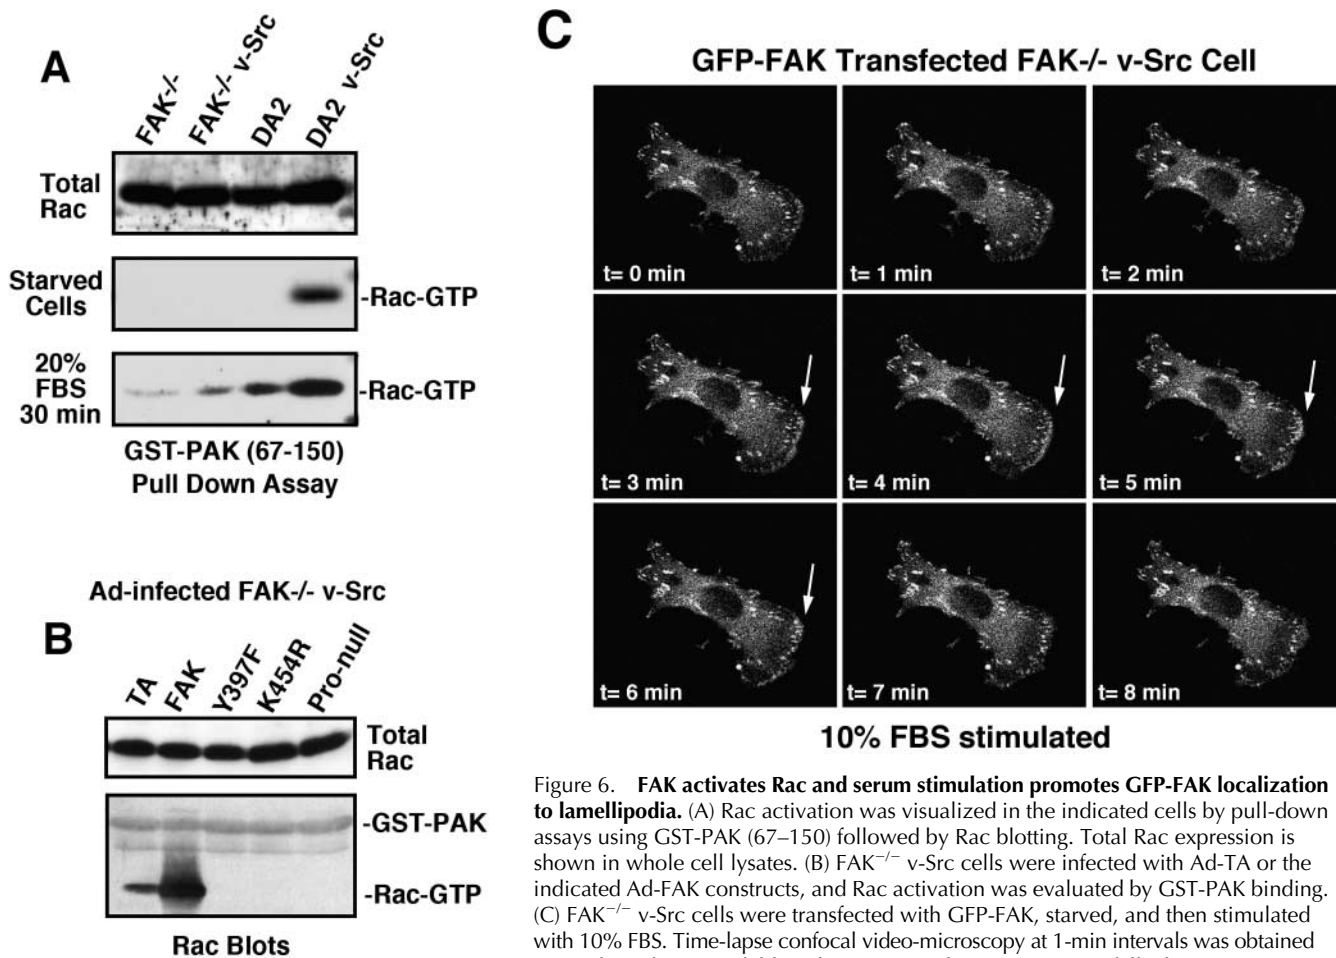 A
FAK-/-
FAK-/- v-Src
DA2
DA2 v-Src
Total
Rac
Starved
Cells
-Rac-GTP
20%
FBS
30 min
-Rac-GTP
GST-PAK (67-150)
Pull Down Assay
Ad-infected FAK-/- v-Src
B
TA
FAK
Y397F
K454R
Pro-null
Total
Rac
-GST-PAK
-Rac-GTP
Rac Blots
C
GFP-FAK Transfected FAK-/- v-Src Cell
t= 0 min
t= 1 min
t= 2 min
t= 3 min
t= 4 min
t= 5 min
t= 6 min
t= 7 min
t= 8 min
10% FBS stimulated
Figure 6. FAK activates Rac and serum stimulation promotes GFP-FAK localization
to lamellipodia. (A) Rac activation was visualized in the indicated cells by pull-down
assays using GST-PAK (67–150) followed by Rac blotting. Total Rac expression is
shown in whole cell lysates. (B) FAK−/− v-Src cells were infected with Ad-TA or the
indicated Ad-FAK constructs, and Rac activation was evaluated by GST-PAK binding.
(C) FAK−/− v-Src cells were transfected with GFP-FAK, starved, and then stimulated
with 10% FBS. Time-lapse confocal video-microscopy at 1-min intervals was obtained